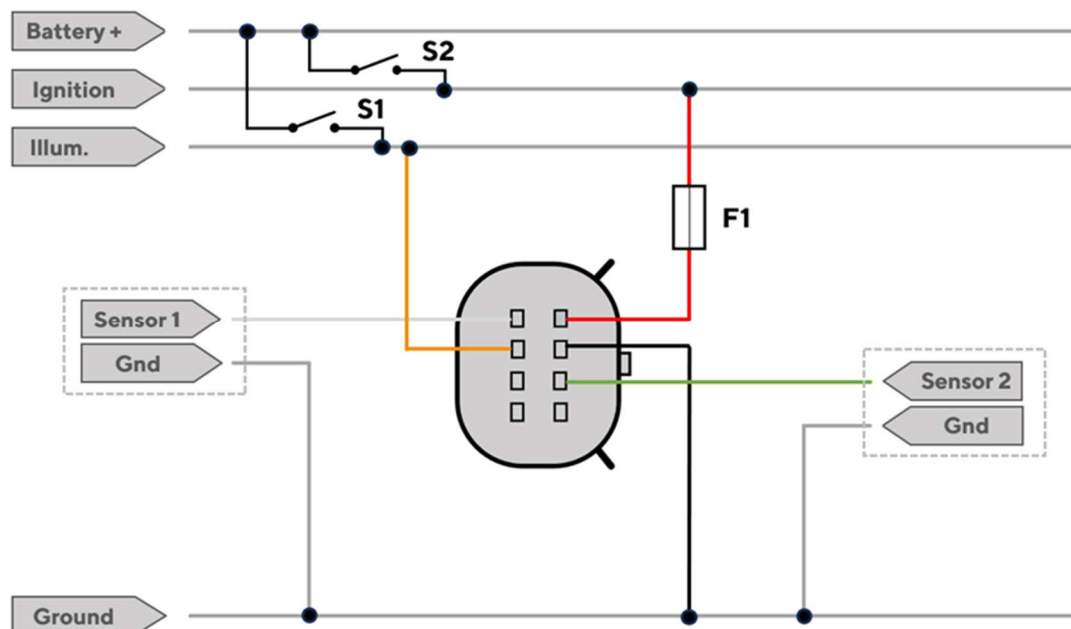 Battery +
S2
Ignition
S1
Illum.
F1
Sensor 1
Gnd
Sensor 2
Gnd
Ground